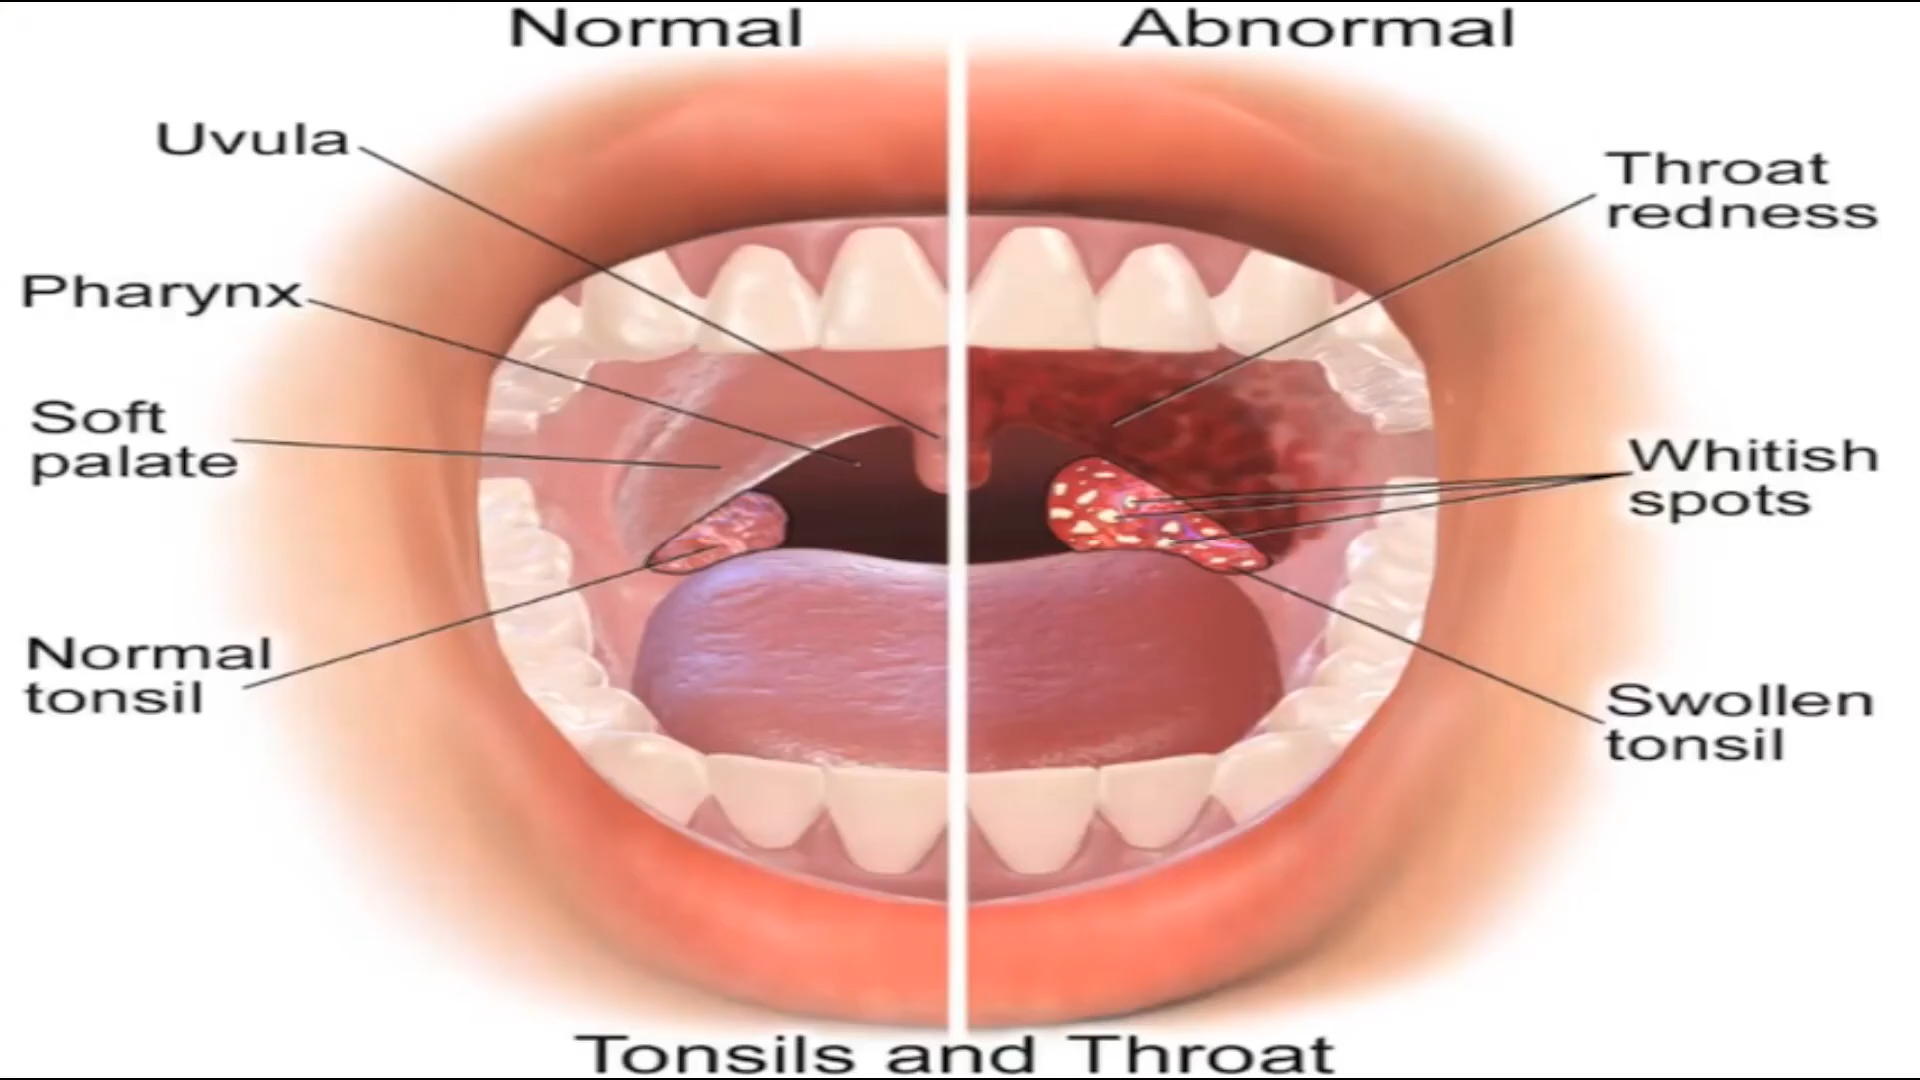 Normal
Abnormal
Uvula
Pharynx
Soft
palate
Normal
tonsil
Throat
redness
Whitish
spots
Swollen
tonsil
Tonsils and Throat